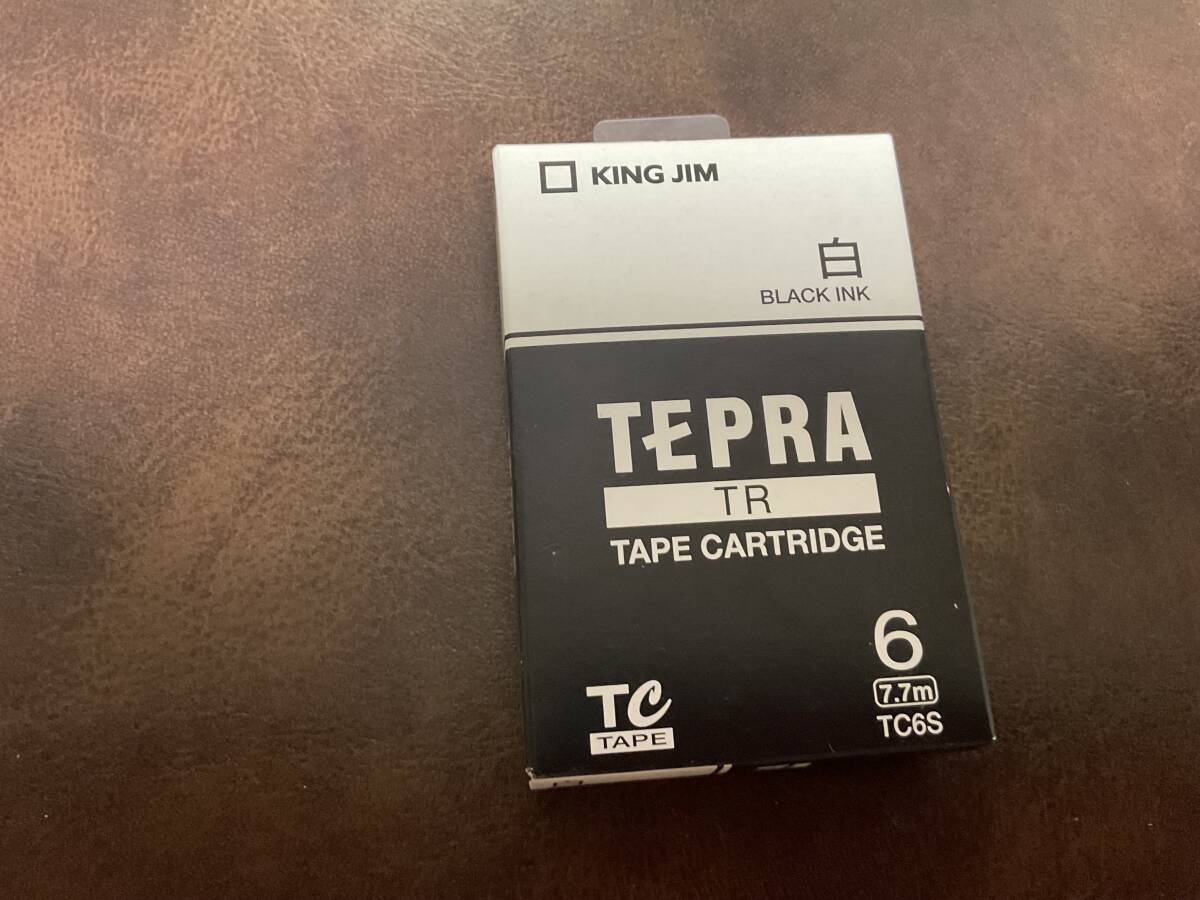 KING JIM
白
BLACK INK
TEPRA
TR
TAPE CARTRIDGE
6
7.7m
TC6S
TC
TAPE